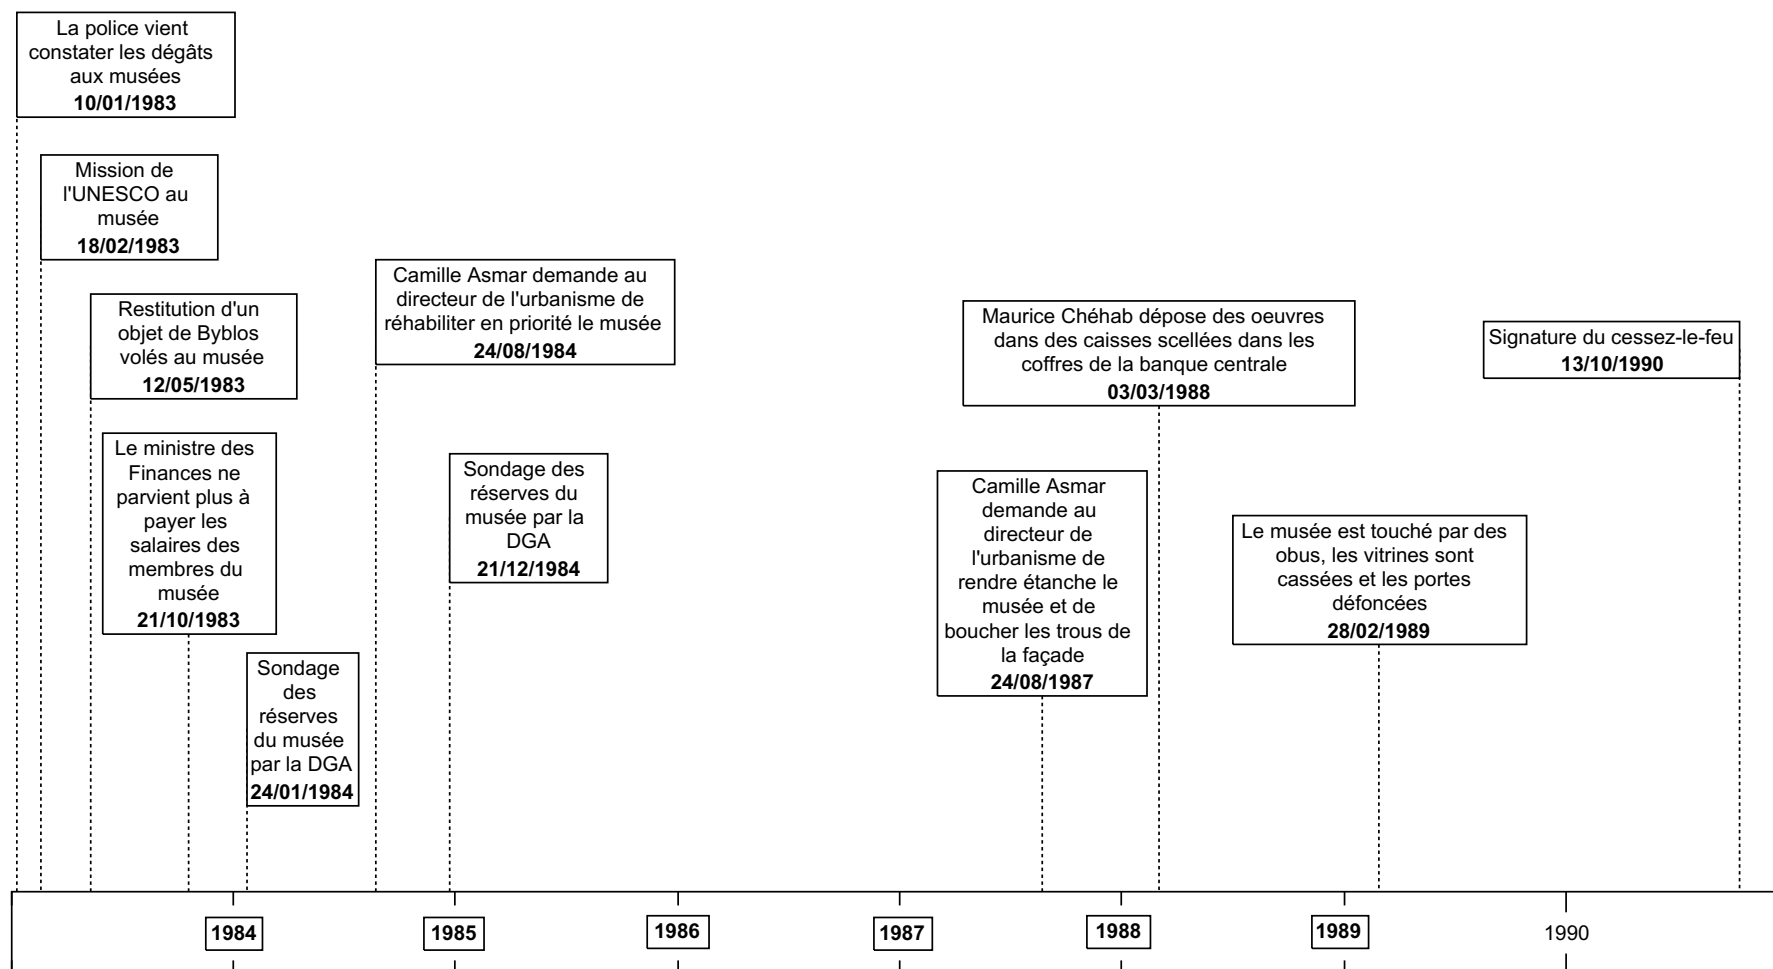 La police vient
constater les dégâts
aux musées
10/01/1983
Mission de
l'UNESCO au
musée
18/02/1983
Restitution d'un
objet de Byblos
volés au musée
12/05/1983
Le ministre des
Finances ne
parvient plus à
payer les
salaires des
membres du
musée
21/10/1983
Sondage
des
réserves
du musée
par la DGA
24/01/1984
Camille Asmar demande au
directeur de l'urbanisme de
réhabiliter en priorité le musée
24/08/1984
Sondage des
réserves du
musée par la
DGA
21/12/1984
Camille Asmar
demande au
directeur de
l'urbanisme de
rendre étanche le
musée et de
boucher les trous de
la façade
24/08/1987
Maurice Chéhab dépose des oeuvres
dans des caisses scellées dans les
coffres de la banque centrale
03/03/1988
Le musée est touché par des
obus, les vitrines sont
cassées et les portes
défoncées
28/02/1989
Signature du cessez-le-feu
13/10/1990
1984
1985
1986
1987
1988
1989
1990